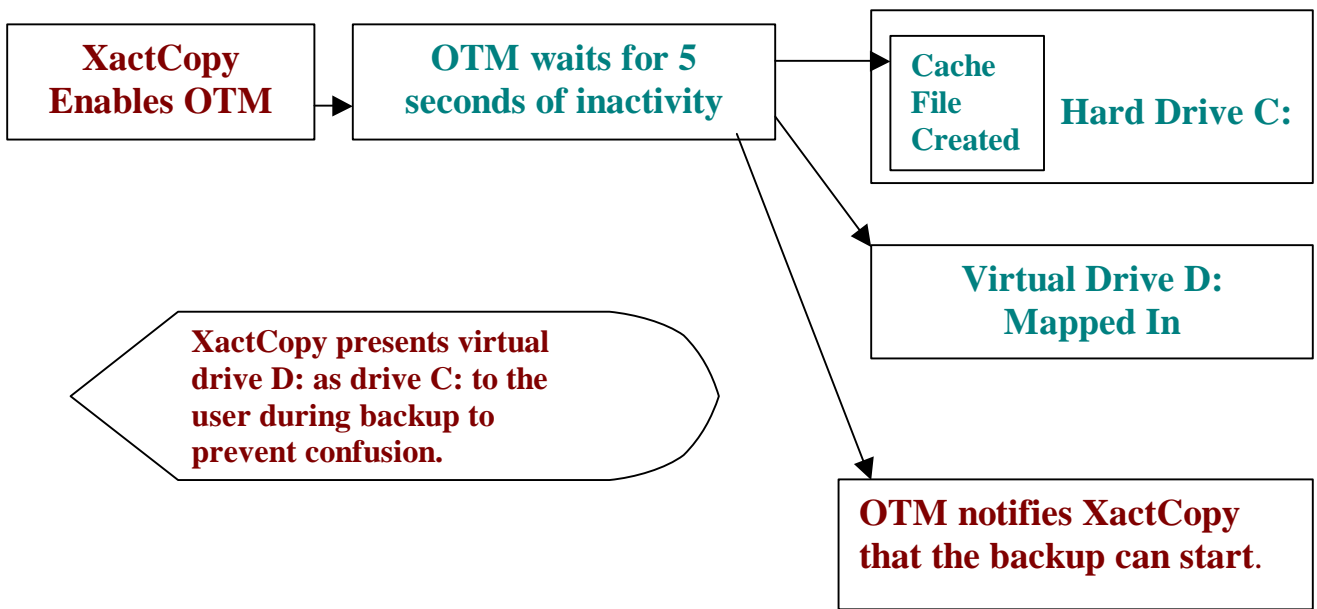 XactCopy
Enables OTM
OTM waits for 5
seconds of inactivity
Cache
File
Created
Hard Drive C:
Virtual Drive D:
Mapped In
XactCopy presents virtual
drive D: as drive C: to the
user during backup to
prevent confusion.
OTM notifies XactCopy
that the backup can start.